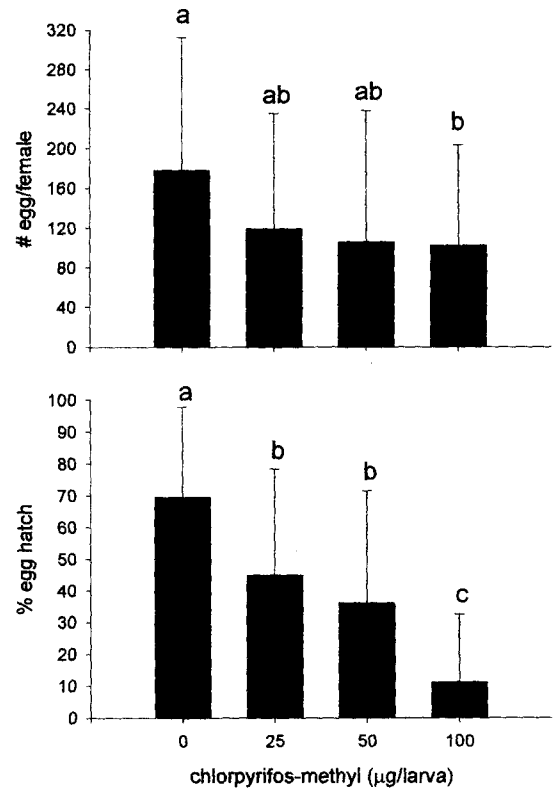 # egg/female
320
280
240
200
160
120
80
40
0
a
ab
ab
b
% egg hatch
100
90
80
70
60
50
40
30
20
10
0
a
b
b
c
0 25 50 100
chlorpyrifos-methyl (µg/larva)